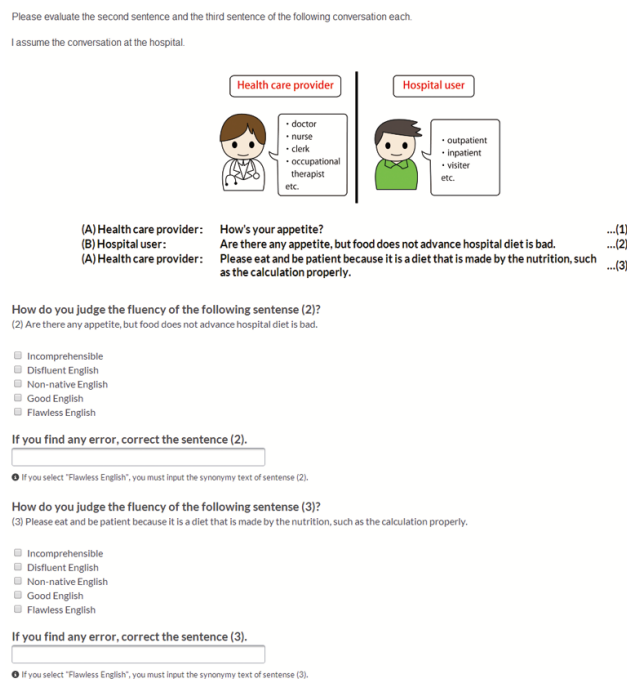 Please evaluate the second sentence and the third sentence of the following conversation each.
I assume the conversation at the hospital.
Health care provider
Hospital user
・doctor
・nurse
・clerk
・occupational
therapist
etc.
・outpatient
・inpatient
・visiter
etc.
(A) Health care provider: How's your appetite? ...(1)
(B) Hospital user: Are there any appetite, but food does not advance hospital diet is bad. ...(2)
(A) Health care provider: Please eat and be patient because it is a diet that is made by the nutrition, such
as the calculation properly. ...(3)
How do you judge the fluency of the following sentence (2)?
(2) Are there any appetite, but food does not advance hospital diet is bad.
Incomprehensible
Disfluent English
Non-native English
Good English
Flawless English
If you find any error, correct the sentence (2).
If you select "Flawless English", you must input the synonymy text of sentence (2).
How do you judge the fluency of the following sentence (3)?
(3) Please eat and be patient because it is a diet that is made by the nutrition, such as the calculation properly.
Incomprehensible
Disfluent English
Non-native English
Good English
Flawless English
If you find any error, correct the sentence (3).
If you select "Flawless English", you must input the synonymy text of sentence (3).